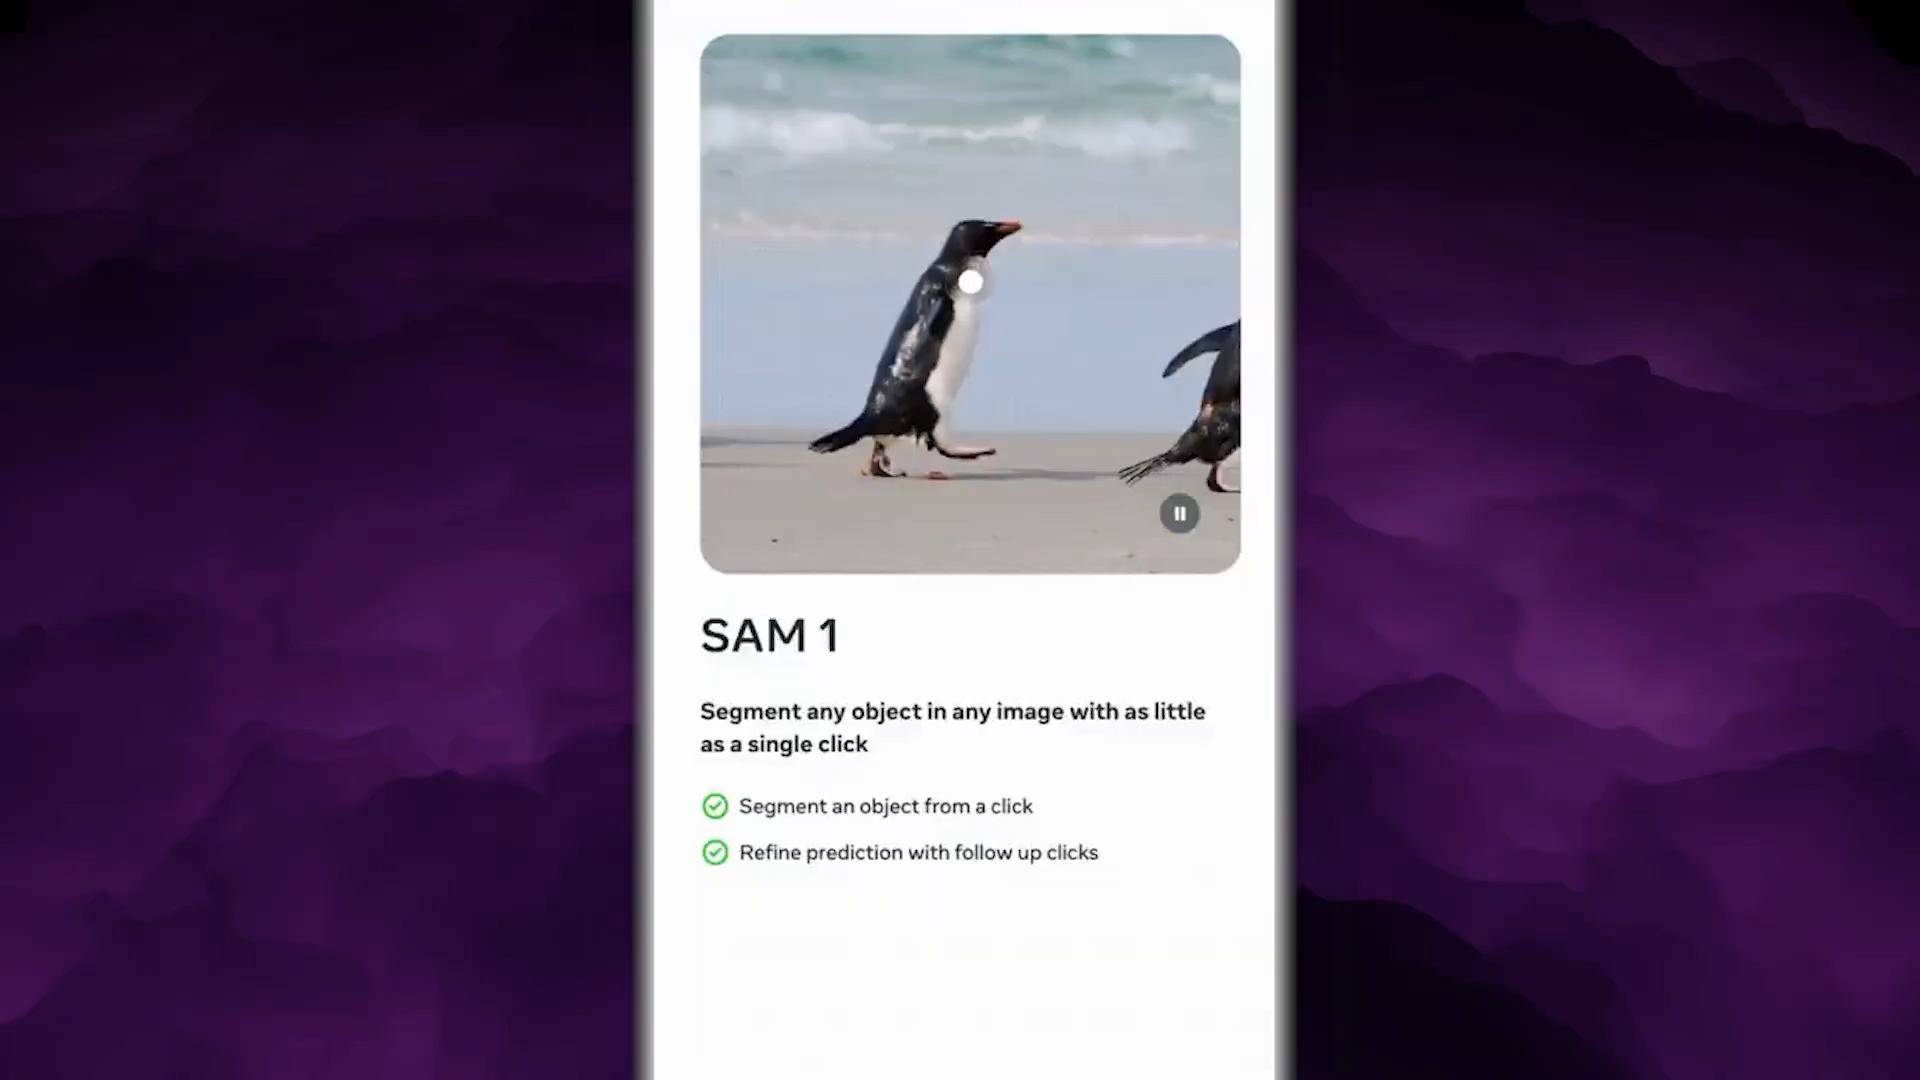 SAM 1
Segment any object in any image with as little
as a single click
Segment an object from a click
Refine prediction with follow up clicks